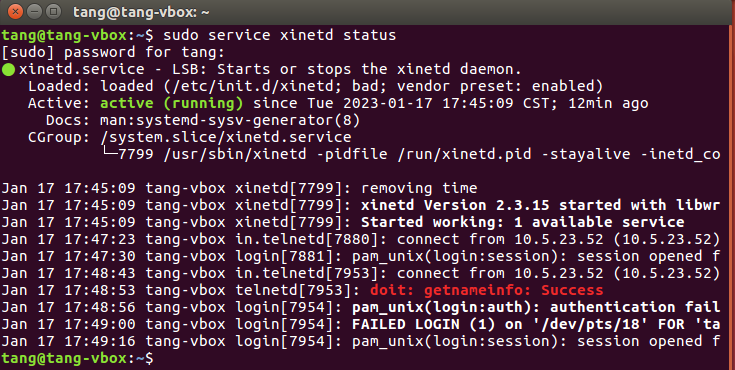 tang@tang-vbox: ~
tang@tang-vbox:~$ sudo service xinetd status
[sudo] password for tang:
● xinetd.service - LSB: Starts or stops the xinetd daemon.
   Loaded: loaded (/etc/init.d/xinetd; bad; vendor preset: enabled)
   Active: active (running) since Tue 2023-01-17 17:45:09 CST; 12min ago
     Docs: man:systemd-sysv-generator(8)
   CGroup: /system.slice/xinetd.service
           └─7799 /usr/sbin/xinetd -pidfile /run/xinetd.pid -stayalive -inetd_co
Jan 17 17:45:09 tang-vbox xinetd[7799]: removing time
Jan 17 17:45:09 tang-vbox xinetd[7799]: xinetd Version 2.3.15 started with libwr
Jan 17 17:45:09 tang-vbox xinetd[7799]: Started working: 1 available service
Jan 17 17:47:23 tang-vbox in.telnetd[7880]: connect from 10.5.23.52 (10.5.23.52)
Jan 17 17:47:30 tang-vbox login[7881]: pam_unix(login:session): session opened f
Jan 17 17:48:43 tang-vbox in.telnetd[7953]: connect from 10.5.23.52 (10.5.23.52)
Jan 17 17:48:53 tang-vbox telnetd[7953]: doit: getnameinfo: Success
Jan 17 17:48:56 tang-vbox login[7954]: pam_unix(login:auth): authentication fail
Jan 17 17:49:00 tang-vbox login[7954]: FAILED LOGIN (1) on '/dev/pts/18' FOR 'ta
Jan 17 17:49:16 tang-vbox login[7954]: pam_unix(login:session): session opened f
tang@tang-vbox:~$